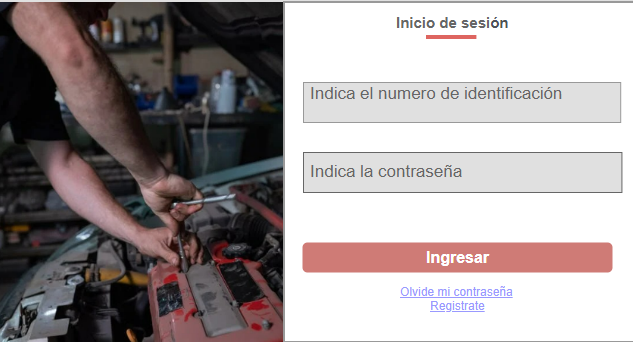 Inicio de sesión
Indica el numero de identificación
Indica la contraseña
Ingresar
Olvide mi contraseña
Registrate